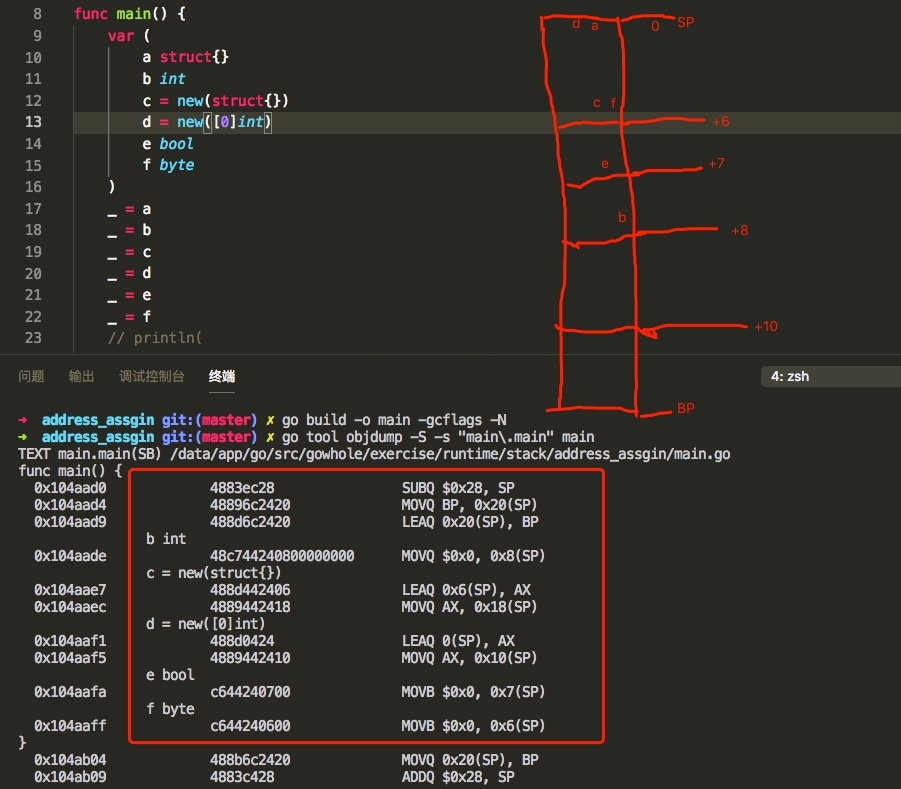 8 func main() {
9 var (
10 a struct{}
11 b int
12 c = new(struct{})
13 d = new([0]int)
14 e bool
15 f byte
16 )
17 _ = a
18 _ = b
19 _ = c
20 _ = d
21 _ = e
22 _ = f
23 // println(
d a 0 SP
c f +6
e +7
b +8
+10
BP
问题 输出 调试控制台 终端 4: zsh
➜ address_assgin git:(master) ✗ go build -o main -gcflags -N
➜ address_assgin git:(master) ✗ go tool objdump -S -s "main\.main" main
TEXT main.main(SB) /data/app/go/src/gowhole/exercise/runtime/stack/address_assgin/main.go
func main() {
0x104aad0 4883ec28 SUBQ $0x28, SP
0x104aad4 48896c2420 MOVQ BP, 0x20(SP)
0x104aad9 488d6c2420 LEAQ 0x20(SP), BP
b int
0x104aade 48c744240800000000 MOVQ $0x0, 0x8(SP)
c = new(struct{})
0x104aae7 488d442406 LEAQ 0x6(SP), AX
0x104aaec 4889442418 MOVQ AX, 0x18(SP)
d = new([0]int)
0x104aaf1 488d0424 LEAQ 0(SP), AX
0x104aaf5 4889442410 MOVQ AX, 0x10(SP)
e bool
0x104aafa c644240700 MOVB $0x0, 0x7(SP)
f byte
0x104aaff c644240600 MOVB $0x0, 0x6(SP)
}
0x104ab04 488b6c2420 MOVQ 0x20(SP), BP
0x104ab09 4883c428 ADDQ $0x28, SP